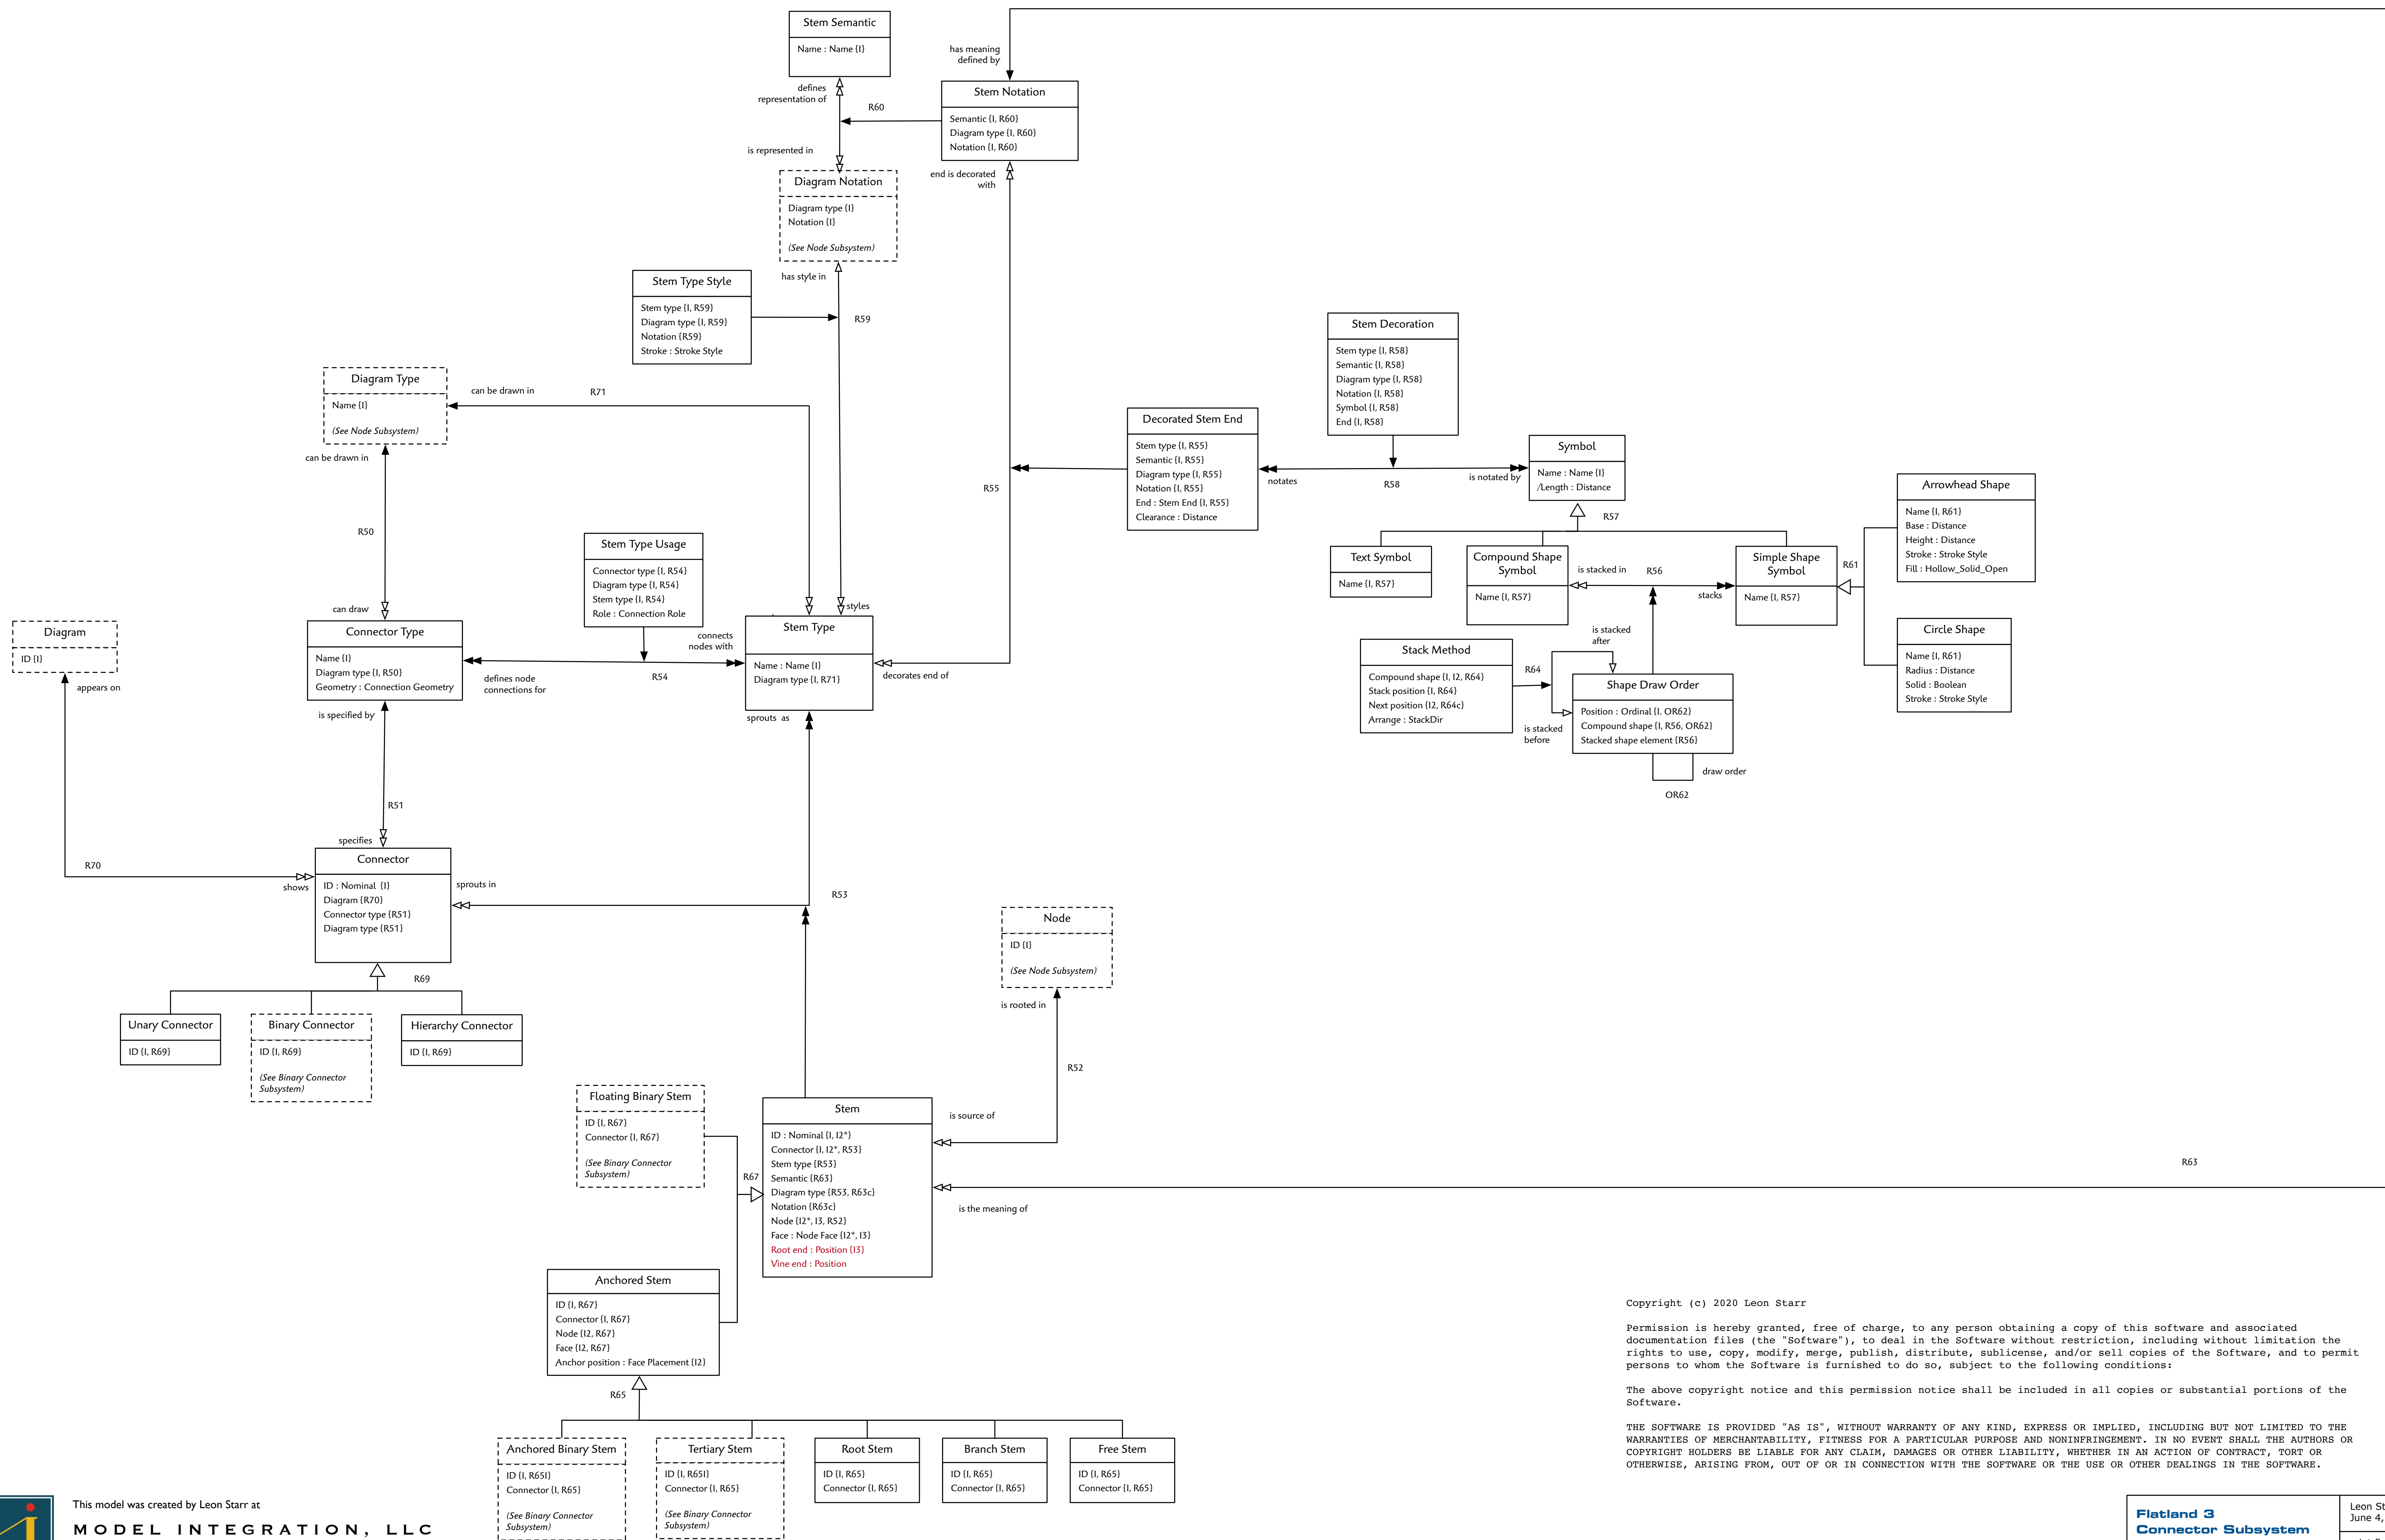 Stem Semantic
Name : Name {I}
has meaning
defined by
defines
representation of
R60
Stem Notation
Semantic {I, R60}
Diagram type {I, R60}
Notation {I, R60}
is represented in
end is decorated
with
Diagram Notation
Diagram type {I}
Notation {I}
(See Node Subsystem)
has style in
Stem Type Style
Stem type {I, R59}
Diagram type {I, R59}
Notation {R59}
Stroke : Stroke Style
R59
Stem Decoration
Stem type {I, R58}
Semantic {I, R58}
Diagram type {I, R58}
Notation {I, R58}
Symbol {I, R58}
End {I, R58}
Diagram Type
Name {I}
(See Node Subsystem)
can be drawn in
R71
can be drawn in
Decorated Stem End
Stem type {I, R55}
Semantic {I, R55}
Diagram type {I, R55}
Notation {I, R55}
End : Stem End {I, R55}
Clearance : Distance
R55
notates
R58
is notated by
Symbol
Name : Name {I}
/Length : Distance
R57
Arrowhead Shape
Name {I, R61}
Base : Distance
Height : Distance
Stroke : Stroke Style
Fill : Hollow_Solid_Open
R50
Stem Type Usage
Connector type {I, R54}
Diagram type {I, R54}
Stem type {I, R54}
Role : Connection Role
Text Symbol
Name {I, R57}
Compound Shape
Symbol
Name {I, R57}
is stacked in
R56
stacks
Simple Shape
Symbol
Name {I, R57}
R61
can draw
styles
Diagram
ID {I}
appears on
Connector Type
Name {I}
Diagram type {I, R50}
Geometry : Connection Geometry
is specified by
connects
nodes with
defines node
connections for
R54
Stem Type
Name : Name {I}
Diagram type {I, R71}
sprouts as
decorates end of
is stacked
after
Stack Method
Compound shape {I, I2, R64}
Stack position {I, R64}
Next position {I2, R64c}
Arrange : StackDir
R64
is stacked
before
Shape Draw Order
Position : Ordinal {I. OR62}
Compound shape {I, R56, OR62}
Stacked shape element {R56}
draw order
OR62
Circle Shape
Name {I, R61}
Radius : Distance
Solid : Boolean
Stroke : Stroke Style
R51
specifies
R70
shows
Connector
ID : Nominal {I}
Diagram {R70}
Connector type {R51}
Diagram type {R51}
sprouts in
R53
R69
Node
ID {I}
(See Node Subsystem)
is rooted in
R52
Unary Connector
ID {I, R69}
Binary Connector
ID {I, R69}
(See Binary Connector
Subsystem)
Hierarchy Connector
ID {I, R69}
Floating Binary Stem
ID {I, R67}
Connector {I, R67}
(See Binary Connector
Subsystem)
R67
Stem
ID : Nominal {I, I2*}
Connector {I, I2*, R53}
Stem type {R53}
Semantic {R63}
Diagram type {R53, R63c}
Notation {R63c}
Node {I2*, I3, R52}
Face : Node Face {I2*, I3}
Root end : Position {I3}
Vine end : Position
is source of
is the meaning of
R63
Anchored Stem
ID {I, R67}
Connector {I, R67}
Node {I2, R67}
Face {I2, R67}
Anchor position : Face Placement {I2}
R65
Anchored Binary Stem
ID {I, R65I}
Connector {I, R65}
(See Binary Connector
Subsystem)
Tertiary Stem
ID {I, R65I}
Connector {I, R65}
(See Binary Connector
Subsystem)
Root Stem
ID {I, R65}
Connector {I, R65}
Branch Stem
ID {I, R65}
Connector {I, R65}
Free Stem
ID {I, R65}
Connector {I, R65}
Copyright (c) 2020 Leon Starr
Permission is hereby granted, free of charge, to any person obtaining a copy of this software and associated
documentation files (the "Software"), to deal in the Software without restriction, including without limitation the
rights to use, copy, modify, merge, publish, distribute, sublicense, and/or sell copies of the Software, and to permit
persons to whom the Software is furnished to do so, subject to the following conditions:
The above copyright notice and this permission notice shall be included in all copies or substantial portions of the
Software.
THE SOFTWARE IS PROVIDED "AS IS", WITHOUT WARRANTY OF ANY KIND, EXPRESS OR IMPLIED, INCLUDING BUT NOT LIMITED TO THE
WARRANTIES OF MERCHANTABILITY, FITNESS FOR A PARTICULAR PURPOSE AND NONINFRINGEMENT. IN NO EVENT SHALL THE AUTHORS OR
COPYRIGHT HOLDERS BE LIABLE FOR ANY CLAIM, DAMAGES OR OTHER LIABILITY, WHETHER IN AN ACTION OF CONTRACT, TORT OR
OTHERWISE, ARISING FROM, OUT OF OR IN CONNECTION WITH THE SOFTWARE OR THE USE OR OTHER DEALINGS IN THE SOFTWARE.
This model was created by Leon Starr at
MODEL INTEGRATION, LLC
Flatland 3
Connector Subsystem
Leon St
June 4,